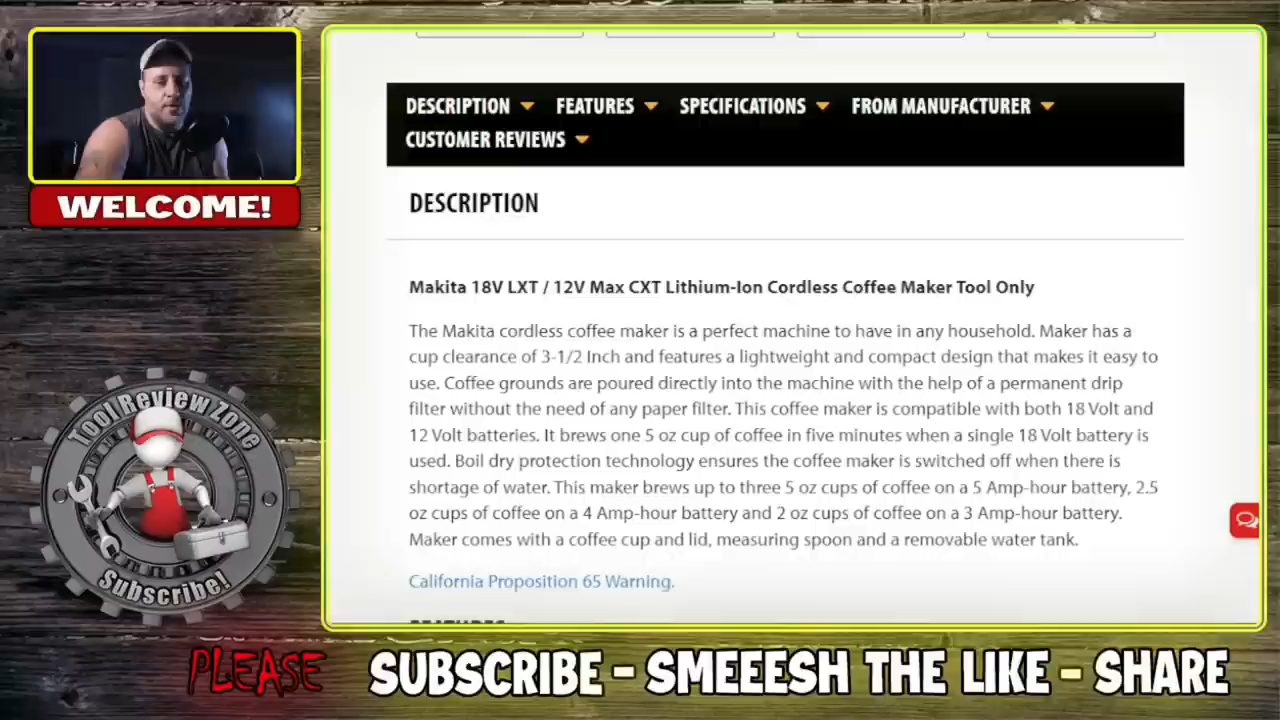 WELCOME!
DESCRIPTION FEATURES SPECIFICATIONS FROM MANUFACTURER
CUSTOMER REVIEWS
DESCRIPTION
Makita 18V LXT / 12V Max CXT Lithium-Ion Cordless Coffee Maker Tool Only
The Makita cordless coffee maker is a perfect machine to have in any household. Maker has a
cup clearance of 3-1/2 Inch and features a lightweight and compact design that makes it easy to
use. Coffee grounds are poured directly into the machine with the help of a permanent drip
filter without the need of any paper filter. This coffee maker is compatible with both 18 Volt and
12 Volt batteries. It brews one 5 oz cup of coffee in five minutes when a single 18 Volt battery is
used. Boil dry protection technology ensures the coffee maker is switched off when there is
shortage of water. This maker brews up to three 5 oz cups of coffee on a 5 Amp-hour battery, 2.5
oz cups of coffee on a 4 Amp-hour battery and 2 oz cups of coffee on a 3 Amp-hour battery.
Maker comes with a coffee cup and lid, measuring spoon and a removable water tank.
California Proposition 65 Warning.
FEATURES
Tool Review Zone
Subscribe!
PLEASE SUBSCRIBE - SMEEESH THE LIKE - SHARE